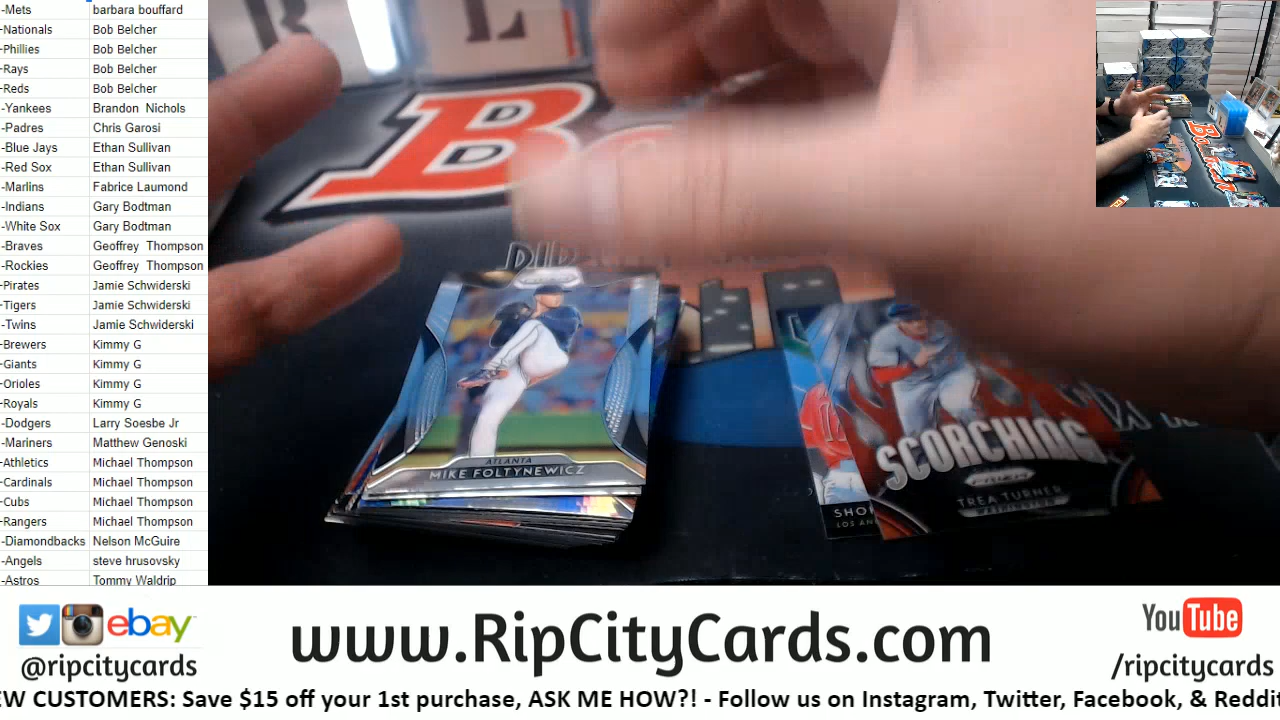 -Mets barbara bouffard
-Nationals Bob Belcher
-Phillies Bob Belcher
-Rays Bob Belcher
-Reds Bob Belcher
-Yankees Brandon Nichols
-Padres Chris Garosi
-Blue Jays Ethan Sullivan
-Red Sox Ethan Sullivan
-Marlins Fabrice Laumond
-Indians Gary Bodtman
-White Sox Gary Bodtman
-Braves Geoffrey Thompson
-Rockies Geoffrey Thompson
-Pirates Jamie Schwiderski
-Tigers Jamie Schwiderski
-Twins Jamie Schwiderski
-Brewers Kimmy G
-Giants Kimmy G
-Orioles Kimmy G
-Royals Kimmy G
-Dodgers Larry Soesbe Jr
-Mariners Matthew Genoski
-Athletics Michael Thompson
-Cardinals Michael Thompson
-Cubs Michael Thompson
-Rangers Michael Thompson
-Diamondbacks Nelson McGuire
-Angels steve hrusovsky
-Astros Tommy Waldrip
ATLANTA
MIKE FOLTYNEWICZ
SHO
LOS AN
SCORCHING
PRIZM
TREA TURNER
ebay
@ripcitycards
www.RipCityCards.com
YouTube
/ripcitycards
EW CUSTOMERS: Save $15 off your 1st purchase, ASK ME HOW?! - Follow us on Instagram, Twitter, Facebook, & Reddi